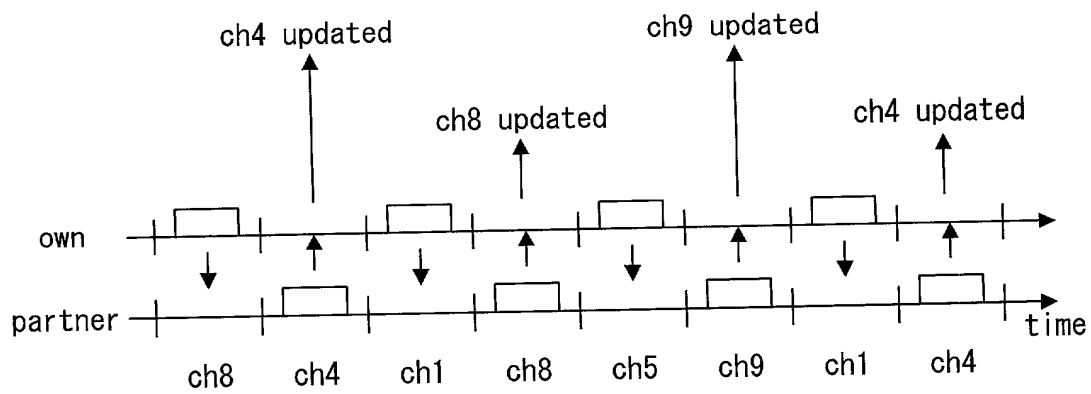 ch4 updated
ch9 updated
ch8 updated
ch4 updated
own
partner
time
ch8 ch4 ch1 ch8 ch5 ch9 ch1 ch4